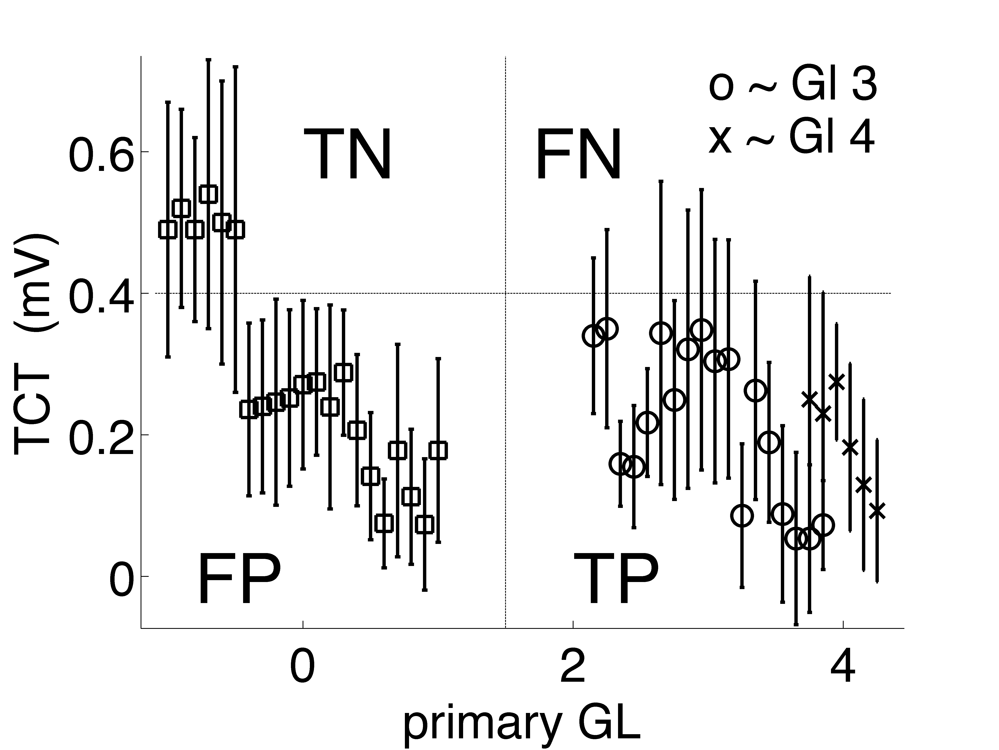 o ~ Gl 3
x ~ Gl 4
TN FN
0.6
0.4
0.2
0
TCT (mV)
FP TP
0 2 4
primary GL